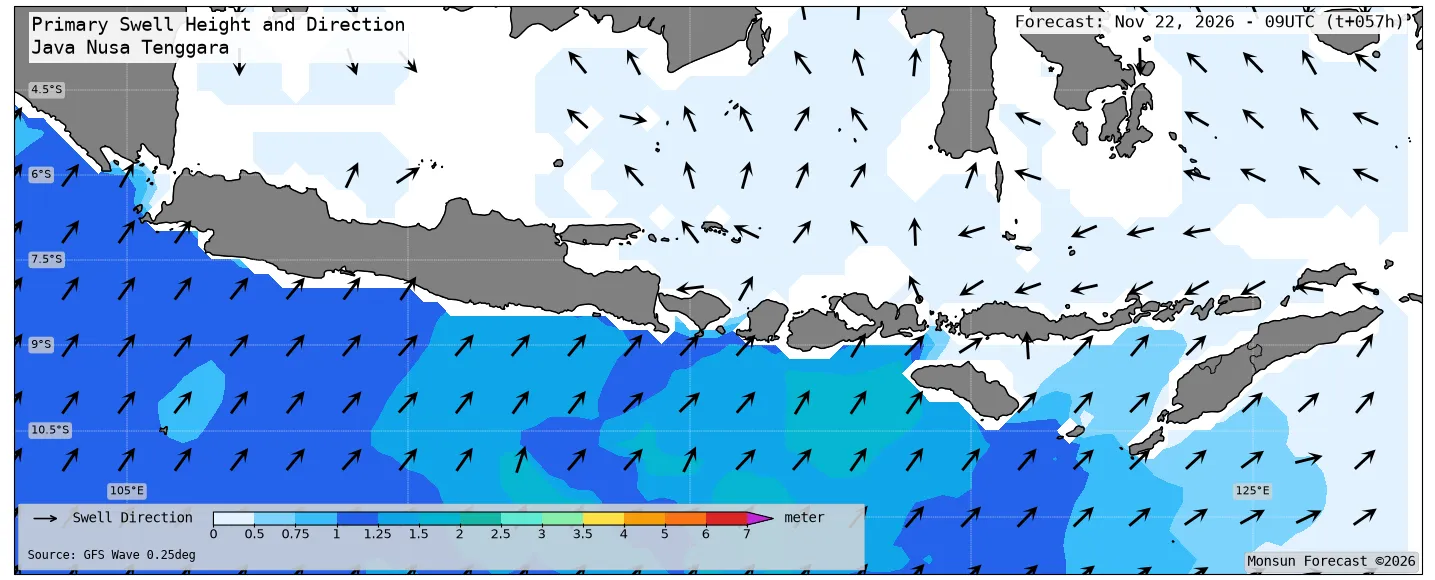 Primary Swell Height and Direction
Java Nusa Tenggara
Forecast: Nov 22, 2026 - 09UTC (t+057h)
4.5°S
6°S
7.5°S
9°S
10.5°S
105°E
125°E
Swell Direction
0 0.5 0.75 1 1.25 1.5 2 2.5 3 3.5 4 5 6 7
meter
Source: GFS Wave 0.25deg
Monsun Forecast ©2026